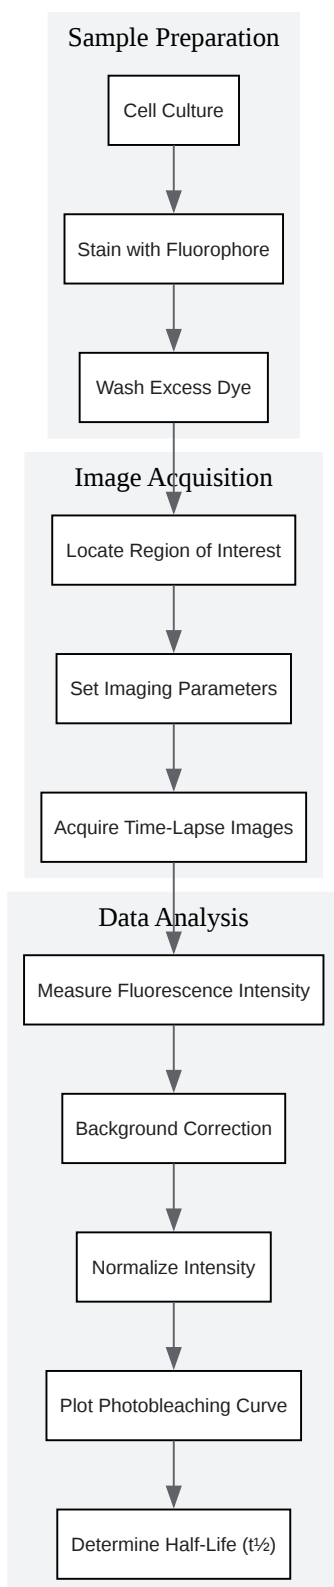 Sample Preparation
Cell Culture
Stain with Fluorophore
Wash Excess Dye
Image Acquisition
Locate Region of Interest
Set Imaging Parameters
Acquire Time-Lapse Images
Data Analysis
Measure Fluorescence Intensity
Background Correction
Normalize Intensity
Plot Photobleaching Curve
Determine Half-Life (t½)